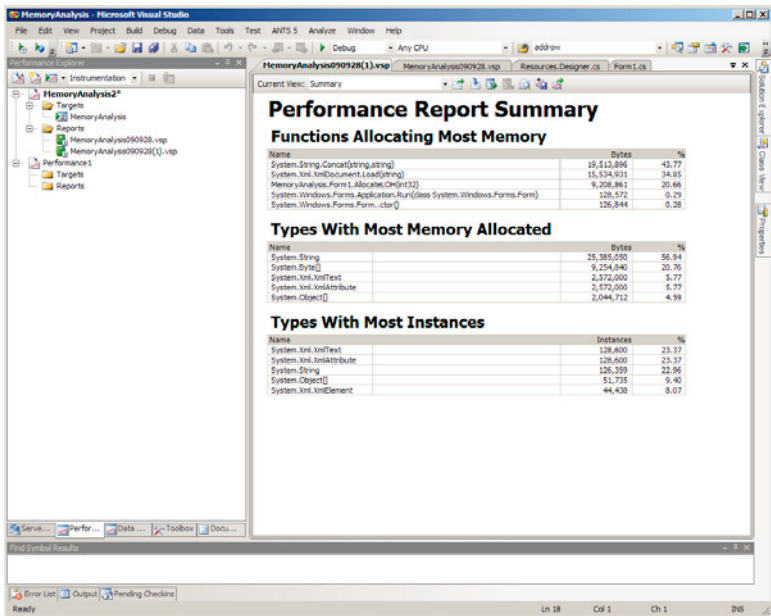 MemoryAnalysis - Microsoft Visual Studio
File Edit View Project Build Debug Data Tools Test ANTS 5 Analyze Window Help
Debug Any CPU addrow
Performance Explorer
Instrumentation
MemoryAnalysis2*
Targets
MemoryAnalysis
Reports
MemoryAnalysis090928.vsp
MemoryAnalysis090928(1).vsp
Performance1
Targets
Reports
MemoryAnalysis090928(1).vsp MemoryAnalysis090928.vsp Resources.Designer.cs Form1.cs
Current View: Summary
Performance Report Summary
Functions Allocating Most Memory
Name Bytes %
System.String.Concat(string,string) 19,513,896 43.77
System.Xml.XmlDocument.Load(string) 15,534,931 34.85
MemoryAnalysis.Form1.AllocateLOH(int32) 9,208,861 20.66
System.Windows.Forms.Application.Run(class System.Windows.Forms.Form) 128,572 0.29
System.Windows.Forms.Form..ctor() 126,844 0.28
Types With Most Memory Allocated
Name Bytes %
System.String 25,385,050 56.94
System.Byte[] 9,254,840 20.76
System.Xml.XmlText 2,572,000 5.77
System.Xml.XmlAttribute 2,572,000 5.77
System.Object[] 2,044,712 4.59
Types With Most Instances
Name Instances %
System.Xml.XmlText 128,600 23.37
System.Xml.XmlAttribute 128,600 23.37
System.String 126,359 22.96
System.Object[] 51,735 9.40
System.Xml.XmlElement 44,438 8.07
Solution Explorer
Class View
Properties
Serve... Perfor... Data ... Toolbox Docu...
Find Symbol Results
Error List Output Pending Checkins
Ready Ln 18 Col 1 Ch 1 INS